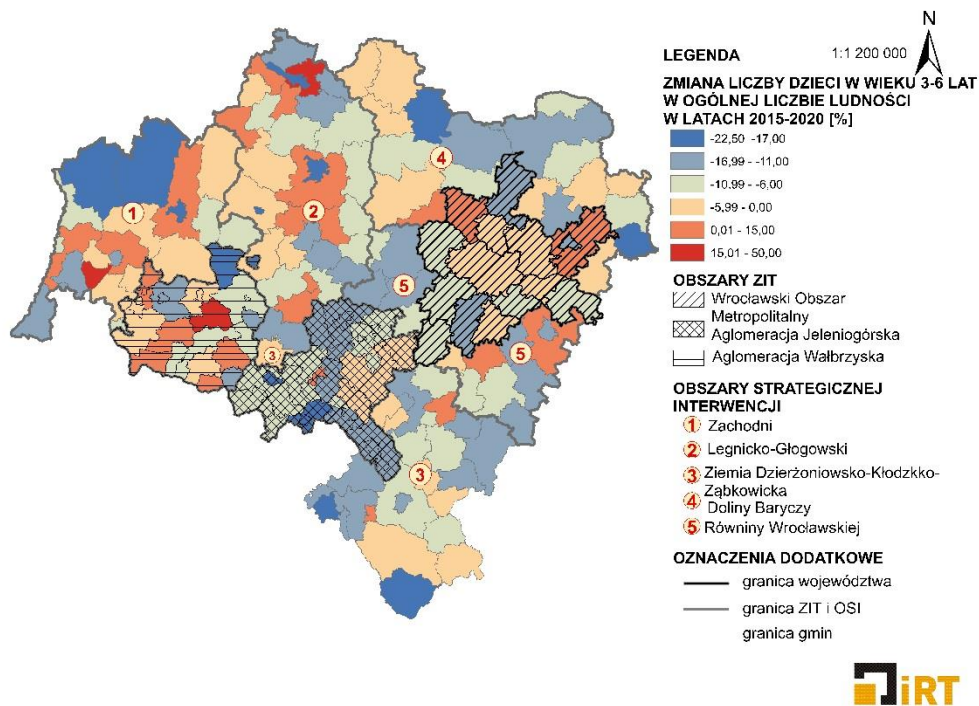 N
LEGENDA
1:1 200 000
ZMIANA LICZBY DZIECI W WIEKU 3-6 LAT
W OGÓLNEJ LICZBIE LUDNOŚCI
W LATACH 2015-2020 [%]
-22,50 -17,00
-16,99 - -11,00
-10.99 - -6,00
-5,99 - 0,00
0,01 - 15,00
15,01 - 50,00
OBSZARY ZIT
Wrocławski Obszar
Metropolitalny
Aglomeracja Jeleniogórska
Aglomeracja Wałbrzyska
OBSZARY STRATEGICZNEJ
INTERWENCJI
1 Zachodni
2 Legnicko-Głogowski
3 Ziemia Dzierżoniowsko-Kłodzkko-
Ząbkowicka
4 Doliny Baryczy
5 Równiny Wrocławskiej
OZNACZENIA DODATKOWE
granica województwa
granica ZIT i OSI
granica gmin
iRT
1
2
4
5
3
5
3